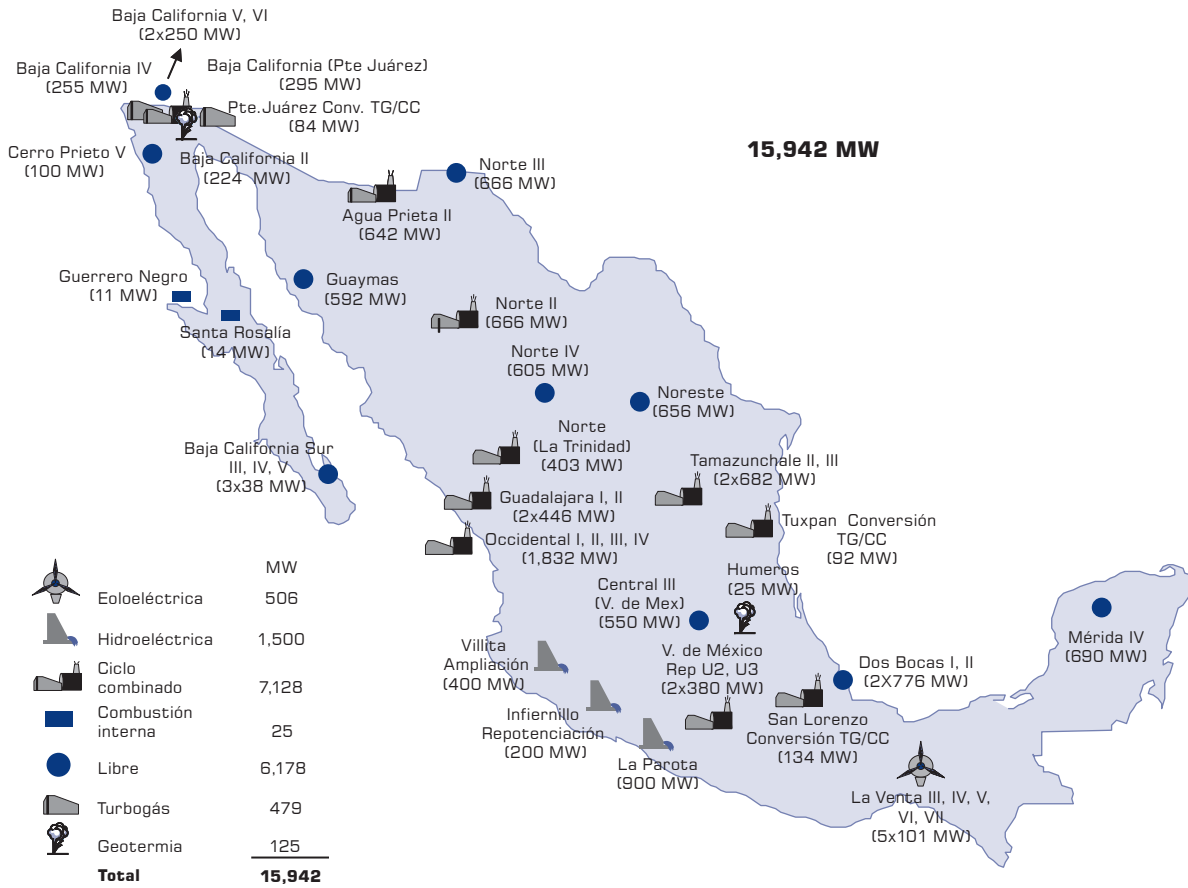 Baja California V, VI
(2x250 MW)
Baja California IV
(255 MW)
Baja California (Pte Juárez)
(295 MW)
Pte.Juárez Conv. TG/CC
(84 MW)
15,942 MW
Cerro Prieto V
(100 MW)
Baja California II
(224 MW)
Norte III
(666 MW)
Agua Prieta II
(642 MW)
Guerrero Negro
(11 MW)
Guaymas
(592 MW)
Santa Rosalía
(14 MW)
Norte II
(666 MW)
Norte IV
(605 MW)
Noreste
(656 MW)
Norte
(La Trinidad)
(403 MW)
Baja California Sur
III, IV, V
(3x38 MW)
Tamazunchale II, III
(2x682 MW)
Guadalajara I, II
(2x446 MW)
Tuxpan Conversión
TG/CC
(92 MW)
Occidental I, II, III, IV
(1,832 MW)
Humeros
(25 MW)
Central III
(V. de Mex)
(550 MW)
Mérida IV
(690 MW)
Villita
Ampliación
(400 MW)
V. de México
Rep U2, U3
(2x380 MW)
Dos Bocas I, II
(2X776 MW)
Infiernillo
Repotenciación
(200 MW)
San Lorenzo
Conversión TG/CC
(134 MW)
La Parota
(900 MW)
La Venta III, IV, V,
VI, VII
(5x101 MW)
MW
Eoloeléctrica 506
Hidroeléctrica 1,500
Ciclo
combinado 7,128
Combustión
interna 25
Libre 6,178
Turbogás 479
Geotermia 125
Total 15,942